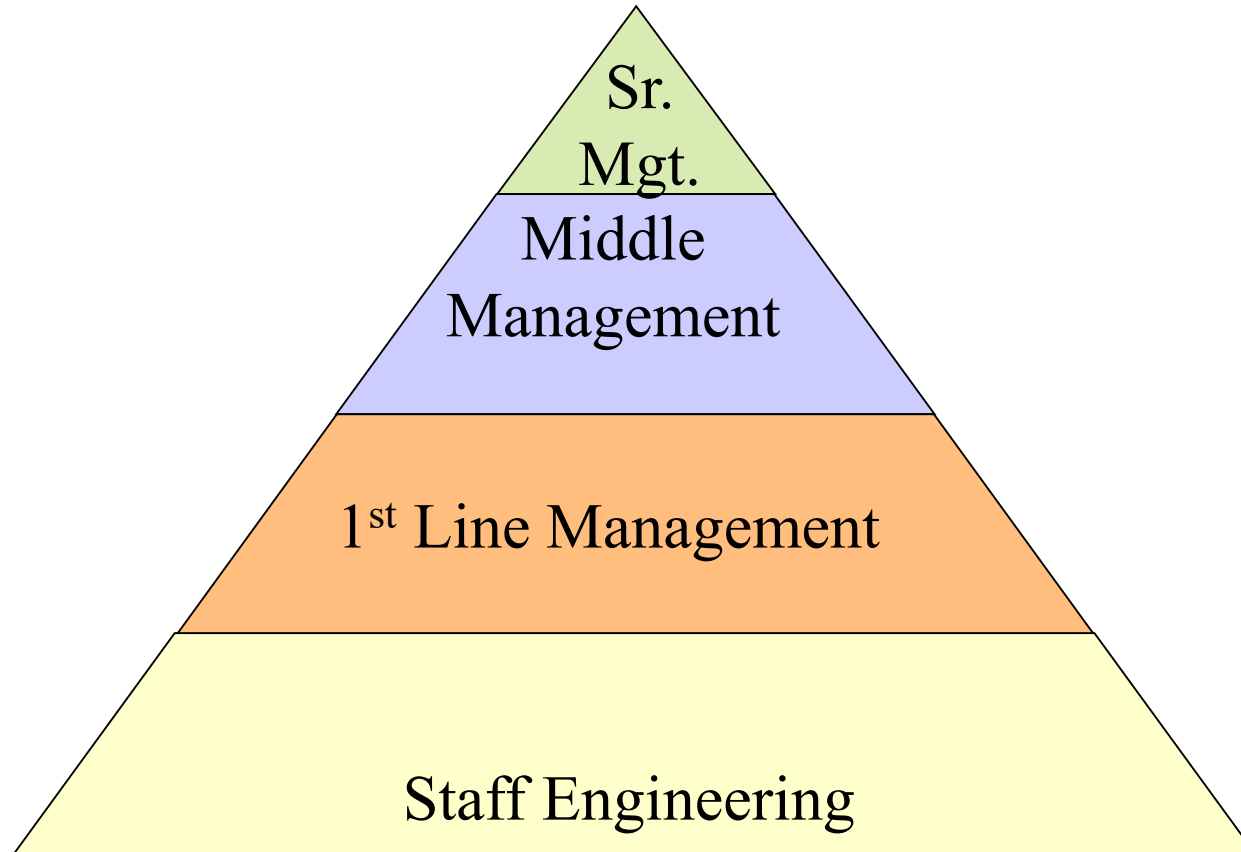 Sr.
Mgt.
Middle
Management
1st Line Management
Staff Engineering